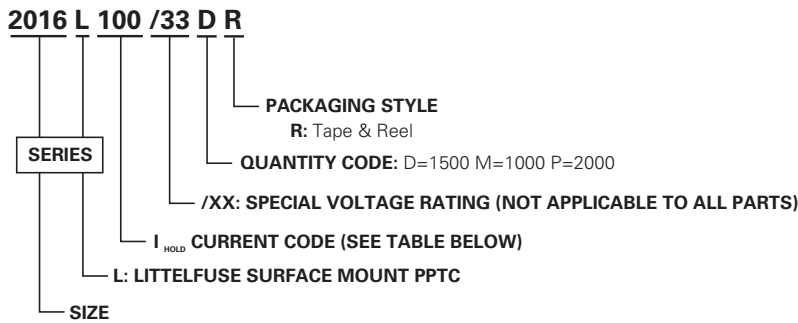 2016 L 100 /33 D R
PACKAGING STYLE
R: Tape & Reel
SERIES
QUANTITY CODE: D=1500 M=1000 P=2000
/XX: SPECIAL VOLTAGE RATING (NOT APPLICABLE TO ALL PARTS)
I HOLD CURRENT CODE (SEE TABLE BELOW)
L: LITTELFUSE SURFACE MOUNT PPTC
SIZE